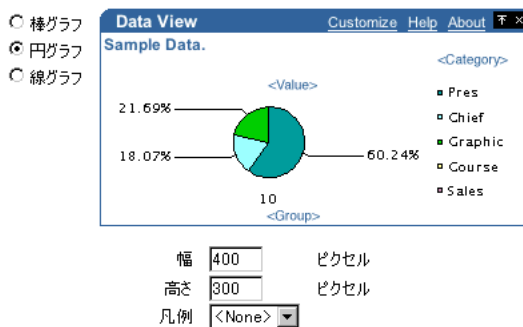 棒グラフ
円グラフ
線グラフ
Data View Customize Help About
Sample Data.
<Category>
<Value>
Pres
Chief
Graphic
Course
Sales
21.69%
18.07%
60.24%
10
<Group>
幅 400 ピクセル
高さ 300 ピクセル
凡例 <None>